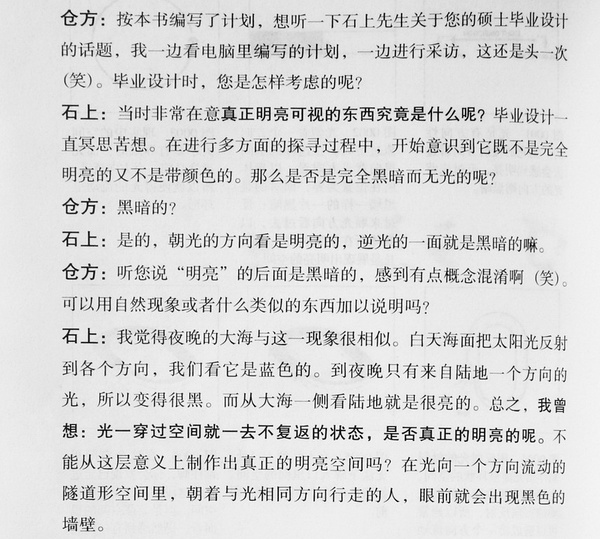 仓方：按本书编写了计划，想听一下石上先生关于您的硕士毕业设计
的话题，我一边看电脑里编写的计划，一边进行采访，这还是头一次
(笑)。毕业设计时，您是怎样考虑的呢？
石上：当时非常在意真正明亮可视的东西究竟是什么呢？毕业设计一
直冥思苦想。在进行多方面的探寻过程中，开始意识到它既不是完全
明亮的又不是带颜色的。那么是否是完全黑暗而无光的呢？
仓方：黑暗的？
石上：是的，朝光的方向看是明亮的，逆光的一面就是黑暗的嘛。
仓方：听您说“明亮”的后面是黑暗的，感到有点概念混淆啊 (笑)。
可以用自然现象或者什么类似的东西加以说明吗？
石上：我觉得夜晚的大海与这一现象很相似。白天海面把太阳光反射
到各个方向，我们看它是蓝色的。到夜晚只有来自陆地一个方向的
光，所以变得很黑。而从大海一侧看陆地就是很亮的。总之，我曾
想：光一穿过空间就一去不复返的状态，是否真正的明亮的呢。不
能从这层意义上制作出真正的明亮空间吗？在光向一个方向流动的
隧道形空间里，朝着与光相同方向行走的人，眼前就会出现黑色的
墙壁。